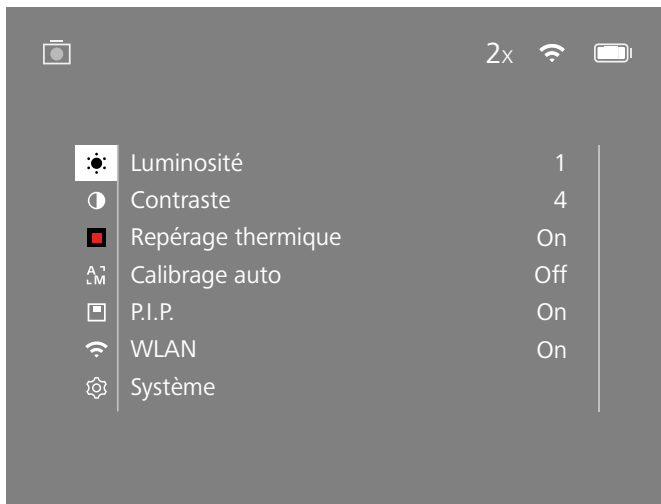 2x
Luminosité 1
Contraste 4
Repérage thermique On
A M Calibrage auto Off
P.I.P. On
WLAN On
Système